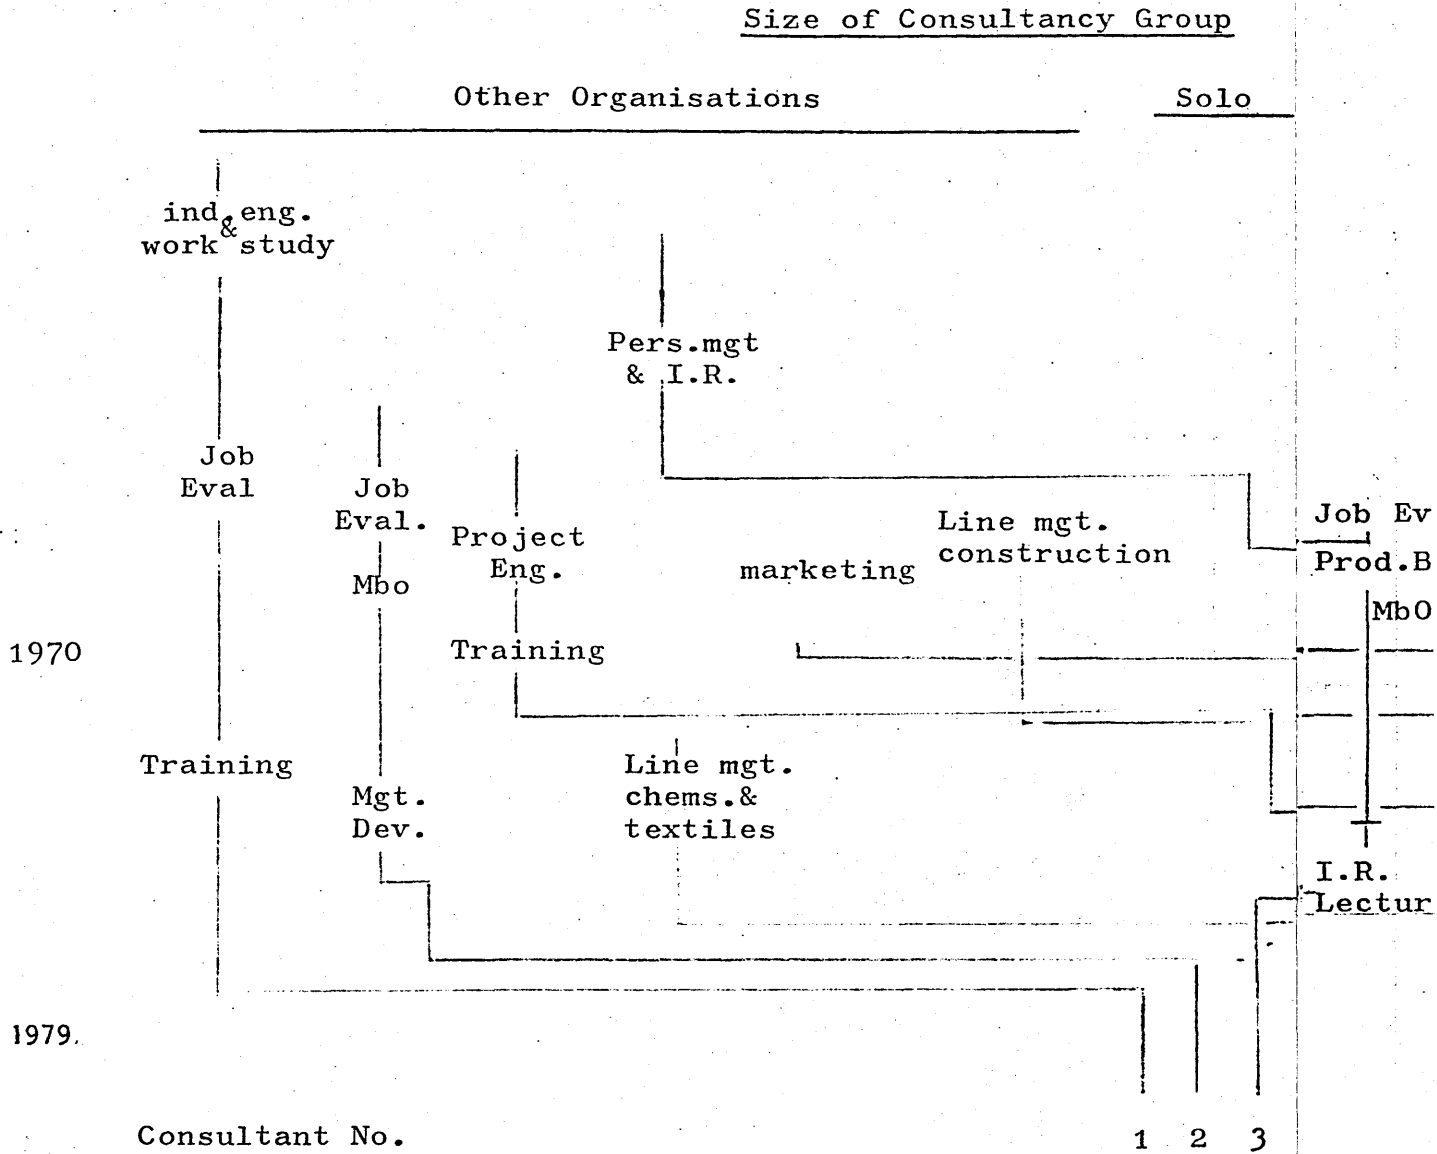 Size of Consultancy Group
Other Organisations
Solo
ind.eng.
&
work study
Pers.mgt
& I.R.
Job
Eval
Job
Eval.
Mbo
Project
Eng.
Training
marketing
Line mgt.
construction
Job Ev
Prod.B
MbO
1970
Training
Mgt.
Dev.
Line mgt.
chems.&
textiles
I.R.
Lectur
1979.
Consultant No.
1 2 3